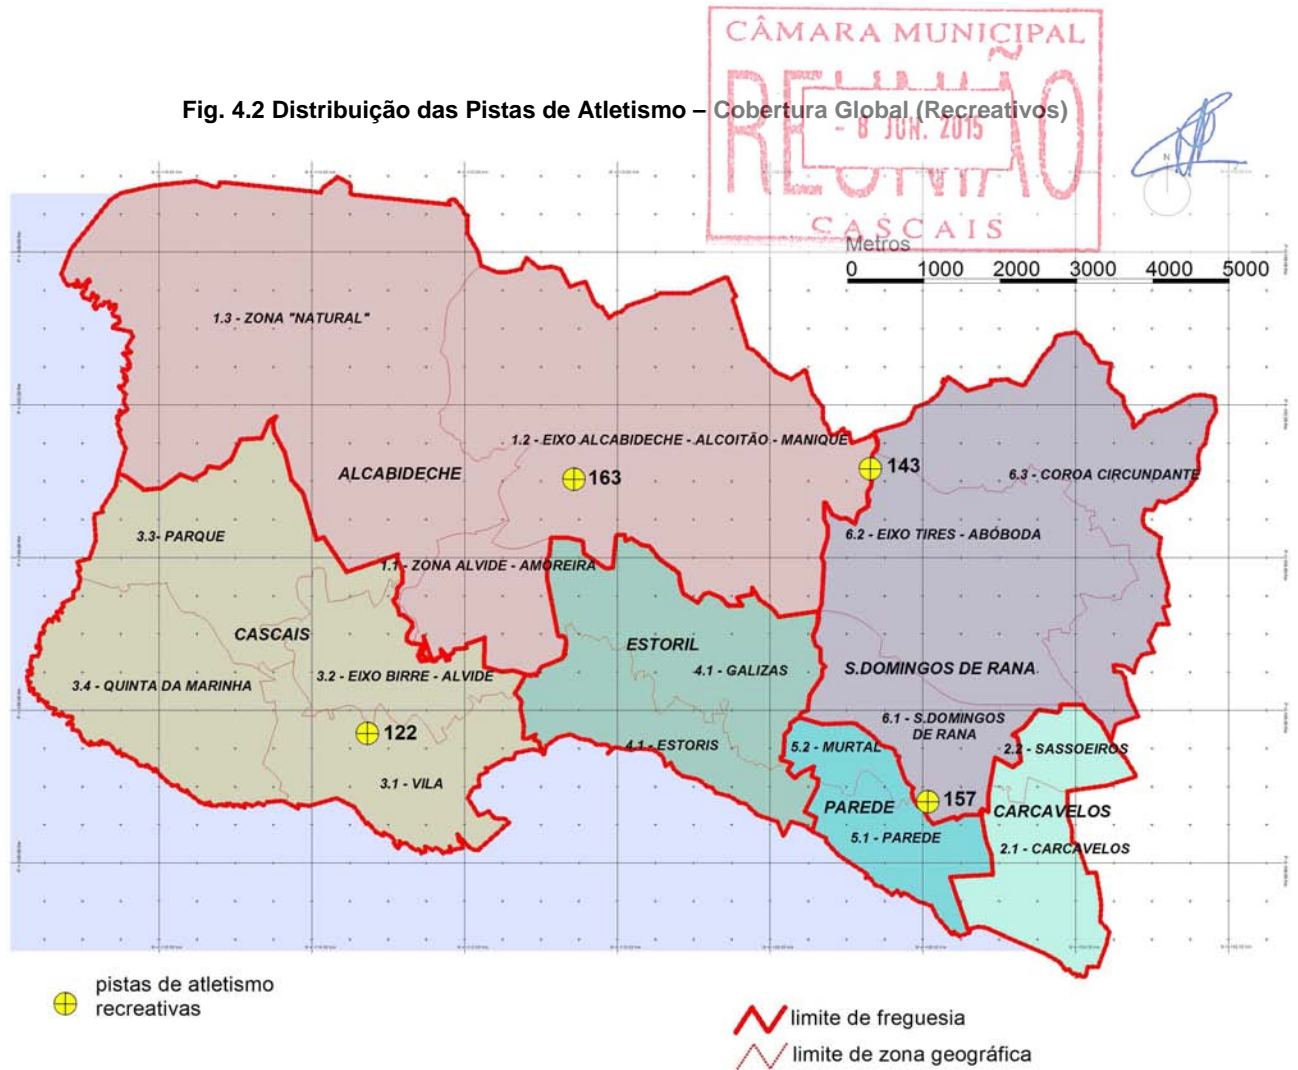 CÂMARA MUNICIPAL
REUNIÃO
- 8 JUN. 2015
CASCAIS
Fig. 4.2 Distribuição das Pistas de Atletismo – Cobertura Global (Recreativos)
N
Metros
0 1000 2000 3000 4000 5000
1.3 - ZONA "NATURAL"
1.2 - EIXO ALCABIDECHE - ALCOITÃO - MANIQUE
ALCABIDECHE
163
143
6.3 - COROA CIRCUNDANTE
3.3- PARQUE
6.2 - EIXO TIRES - ABÓBODA
1.1 - ZONA ALVIDE - AMOREIRA
CASCAIS
ESTORIL
3.4 - QUINTA DA MARINHA
3.2 - EIXO BIRRE - ALVIDE
4.1 - GALIZAS
S.DOMINGOS DE RANA
122
4.1 - ESTORIS
5.2 - MURTAL
6.1 - S.DOMINGOS
DE RANA
2.2 - SASSOEIROS
3.1 - VILA
157
PAREDE
CARCAVELOS
5.1 - PAREDE
2.1 - CARCAVELOS
pistas de atletismo
recreativas
limite de freguesia
limite de zona geográfica